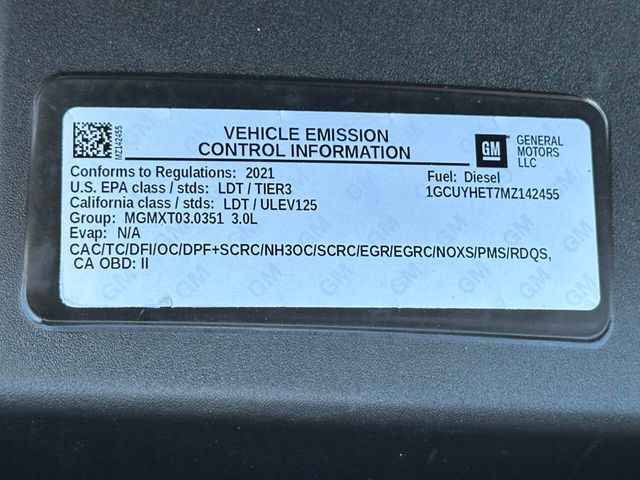 MZ142455
VEHICLE EMISSION
CONTROL INFORMATION
GM
GENERAL
MOTORS
LLC
Conforms to Regulations: 2021
U.S. EPA class / stds: LDT / TIER3
California class / stds: LDT / ULEV125
Group: MGMXT03.0351 3.0L
Evap: N/A
Fuel: Diesel
1GCUYHET7MZ142455
CAC/TC/DFI/OC/DPF+SCRC/NH3OC/SCRC/EGR/EGRC/NOXS/PMS/RDQS,
CA OBD: II